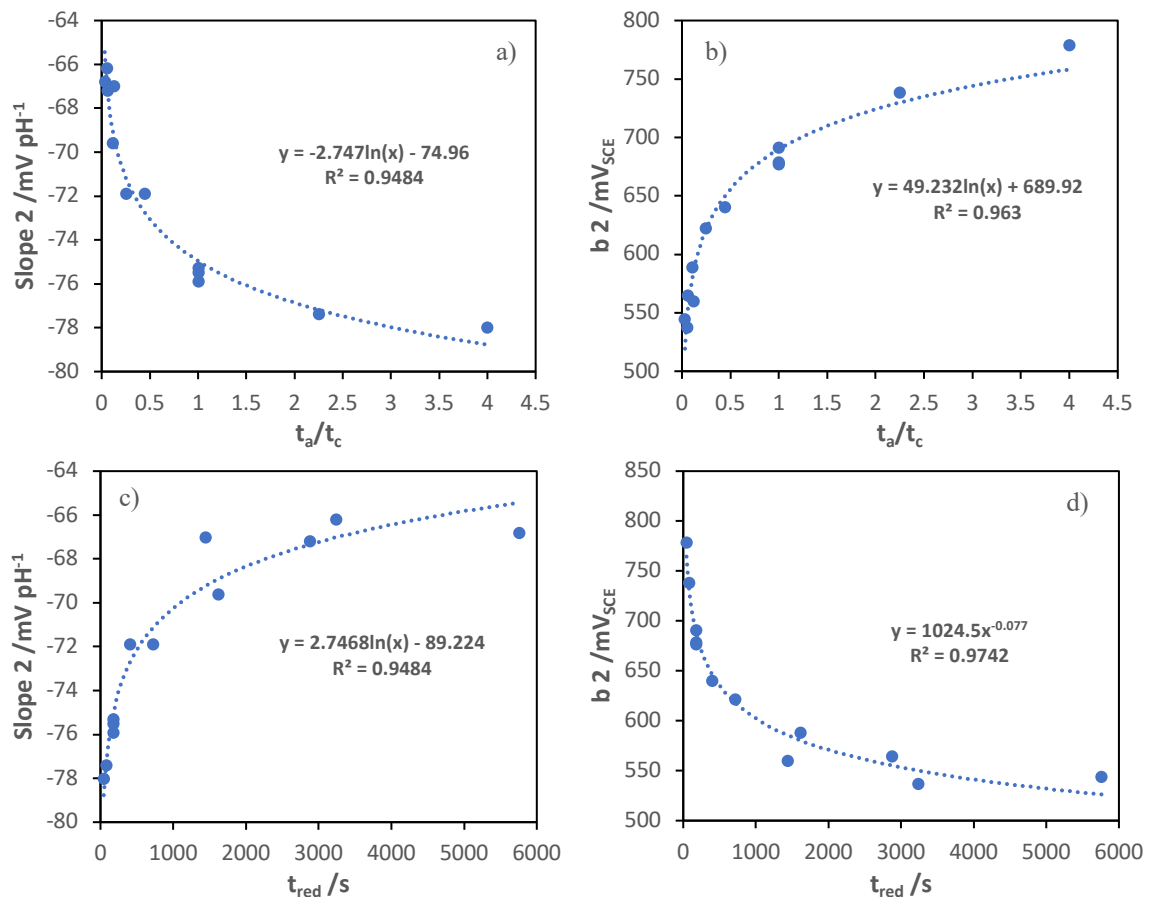 a)
Slope 2 /mV pH-1
-64
-66
-68
-70
-72
-74
-76
-78
-80
y = -2.747ln(x) - 74.96
R² = 0.9484
0 0.5 1 1.5 2 2.5 3 3.5 4 4.5
ta/tc
b)
b 2 /mVSCE
800
750
700
650
600
550
500
y = 49.232ln(x) + 689.92
R² = 0.963
0 0.5 1 1.5 2 2.5 3 3.5 4 4.5
ta/tc
c)
Slope 2 /mV pH-1
-64
-66
-68
-70
-72
-74
-76
-78
-80
y = 2.7468ln(x) - 89.224
R² = 0.9484
0 1000 2000 3000 4000 5000 6000
tred /s
d)
b 2 /mVSCE
850
800
750
700
650
600
550
500
y = 1024.5x-0.077
R² = 0.9742
0 1000 2000 3000 4000 5000 6000
tred /s